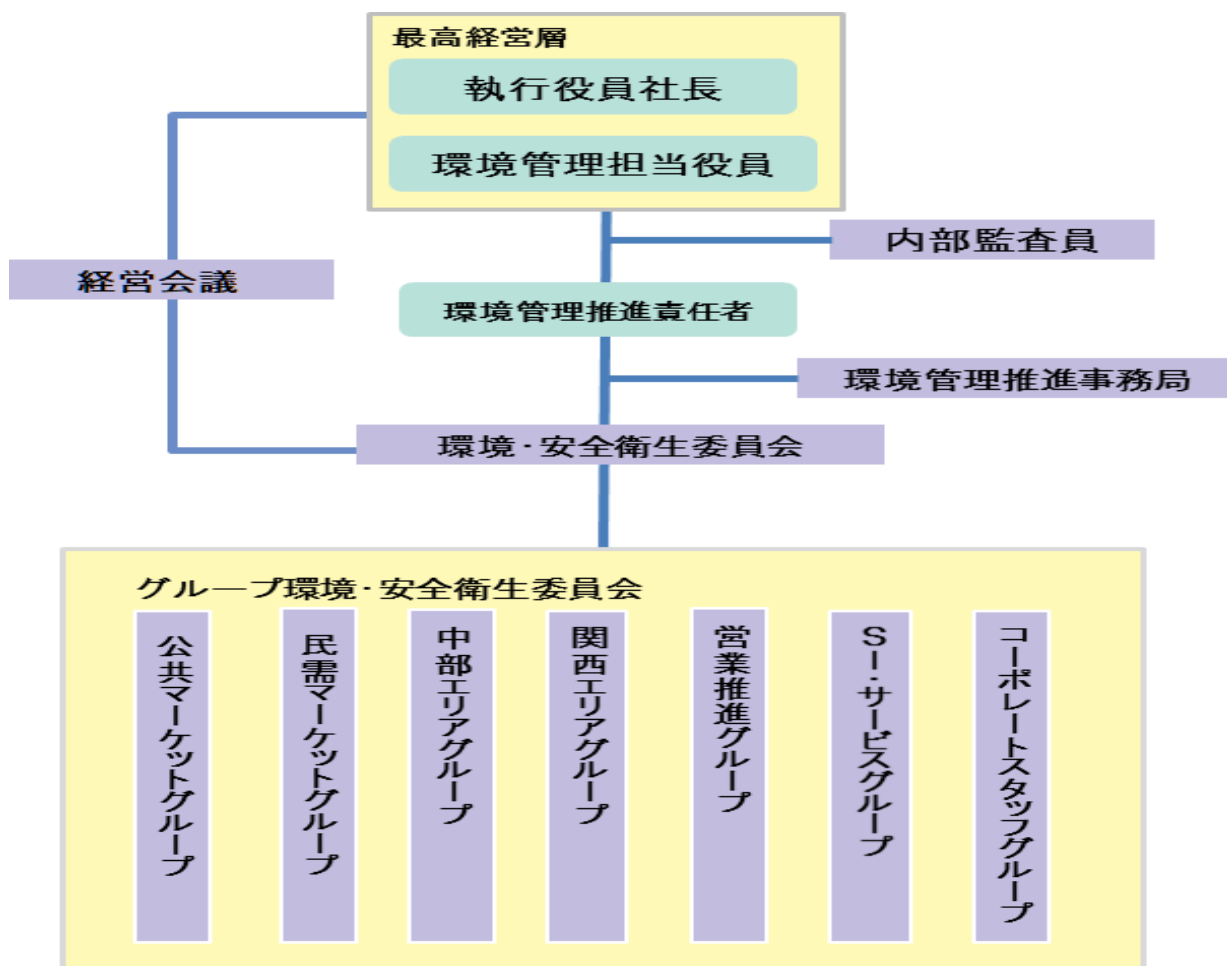 最高経営層
執行役員社長
環境管理担当役員
内部監査員
経営会議
環境管理推進責任者
環境管理推進事務局
環境・安全衛生委員会
グループ環境・安全衛生委員会
公共マーケットグループ
民需マーケットグループ
中部エリアグループ
関西エリアグループ
営業推進グループ
SI・サービスグループ
コーポレートスタッフグループ